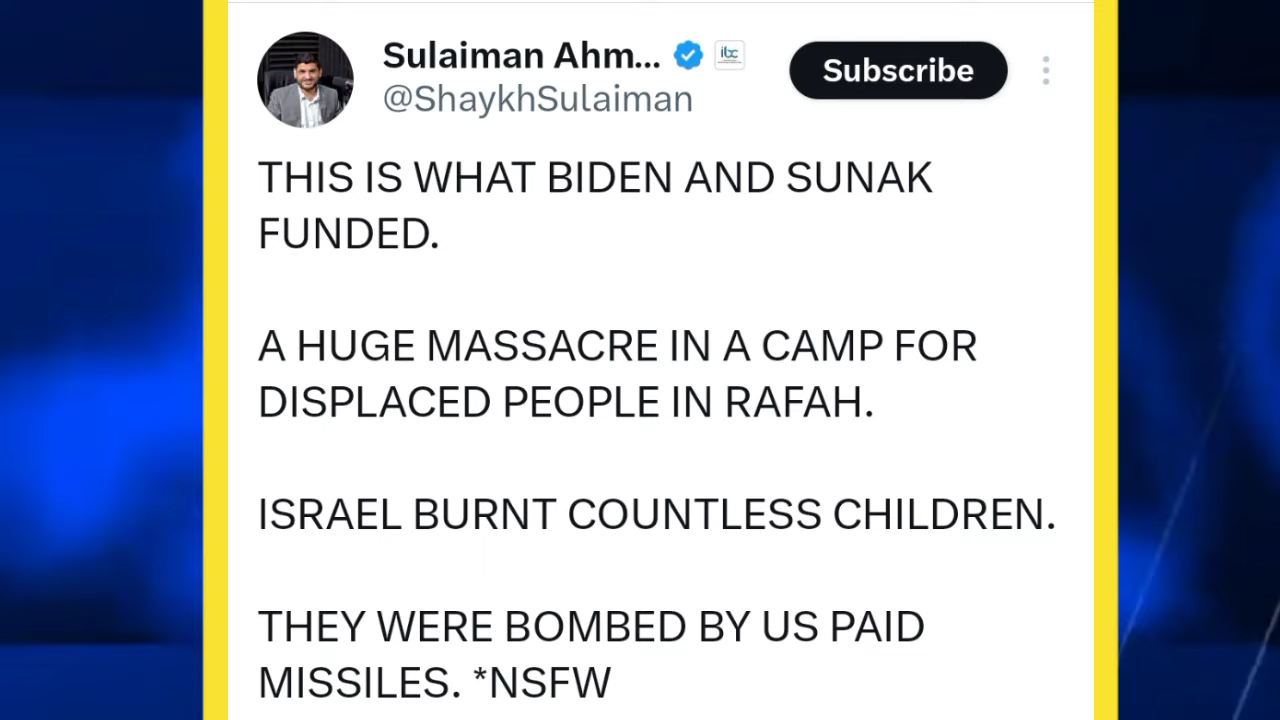 Sulaiman Ahm...
ibc
Subscribe
@ShaykhSulaiman
THIS IS WHAT BIDEN AND SUNAK
FUNDED.
A HUGE MASSACRE IN A CAMP FOR
DISPLACED PEOPLE IN RAFAH.
ISRAEL BURNT COUNTLESS CHILDREN.
THEY WERE BOMBED BY US PAID
MISSILES. *NSFW